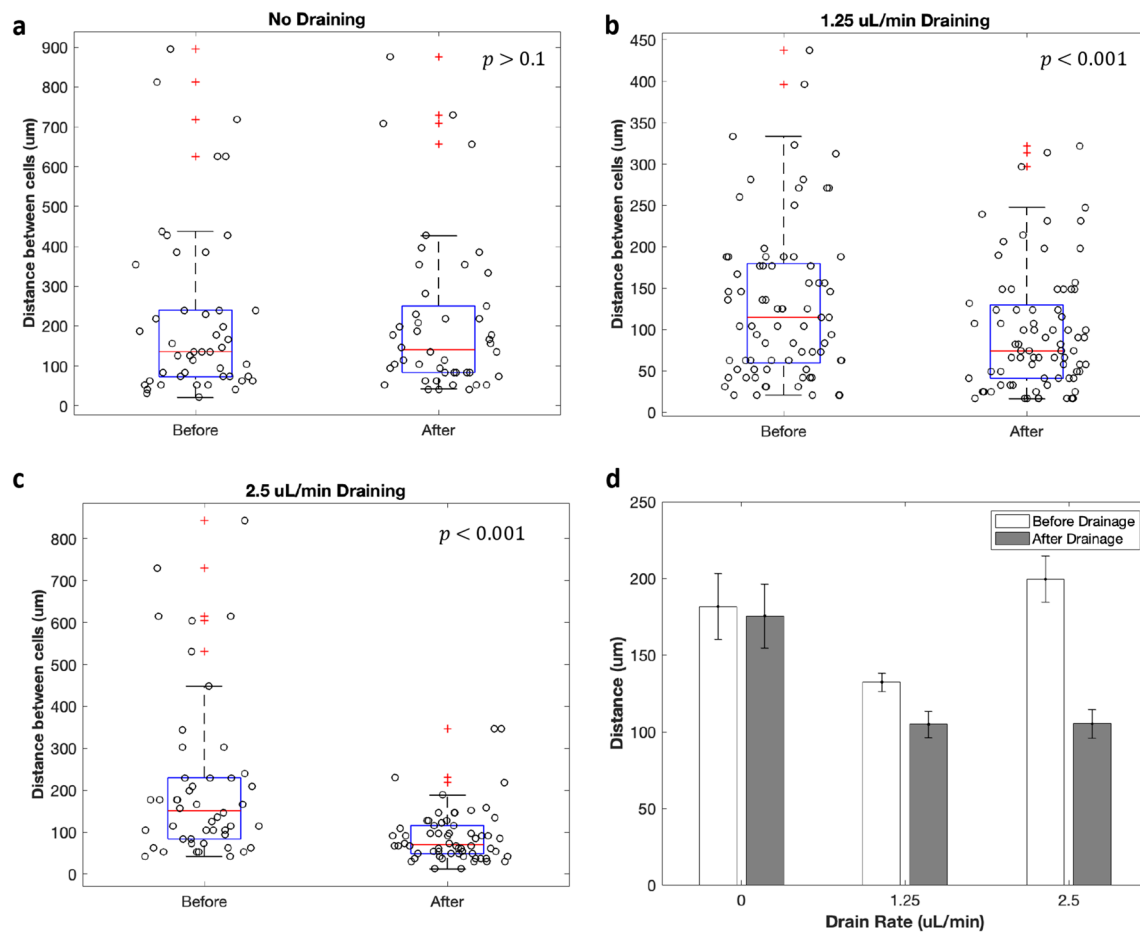 a
No Draining
p > 0.1
Distance between cells (um)
900
800
700
600
500
400
300
200
100
0
Before
After
b
1.25 uL/min Draining
p < 0.001
Distance between cells (um)
450
400
350
300
250
200
150
100
50
0
Before
After
c
2.5 uL/min Draining
p < 0.001
Distance between cells (um)
800
700
600
500
400
300
200
100
0
Before
After
d
Before Drainage
After Drainage
Distance (um)
250
200
150
100
50
0
0
1.25
2.5
Drain Rate (uL/min)